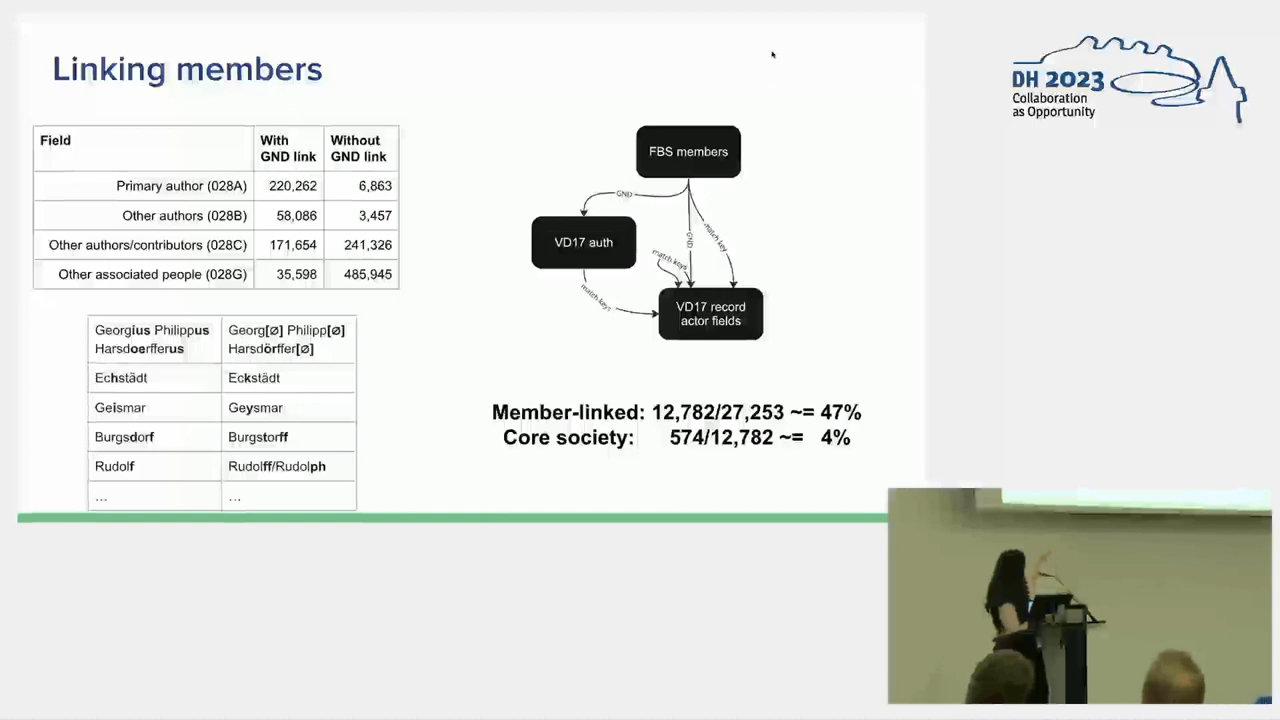 Linking members
Field With GND link Without GND link
Primary author (028A) 220,262 6,863
Other authors (028B) 58,086 3,457
Other authors/contributors (028C) 171,654 241,326
Other associated people (028G) 35,598 485,945
Georgius Philippus Georg[Ø] Philipp[Ø]
Harsdoerfferus Harsdörffer[Ø]
Echstädt Eckstädt
Geismar Geysmar
Burgsdorf Burgstorff
Rudolf Rudolff/Rudolph
... ...
FBS members
GND
VD17 auth
GND
match key
match keys
match keys
VD17 record
actor fields
Member-linked: 12,782/27,253 ~= 47%
Core society: 574/12,782 ~= 4%
DH 2023
Collaboration
as Opportunity